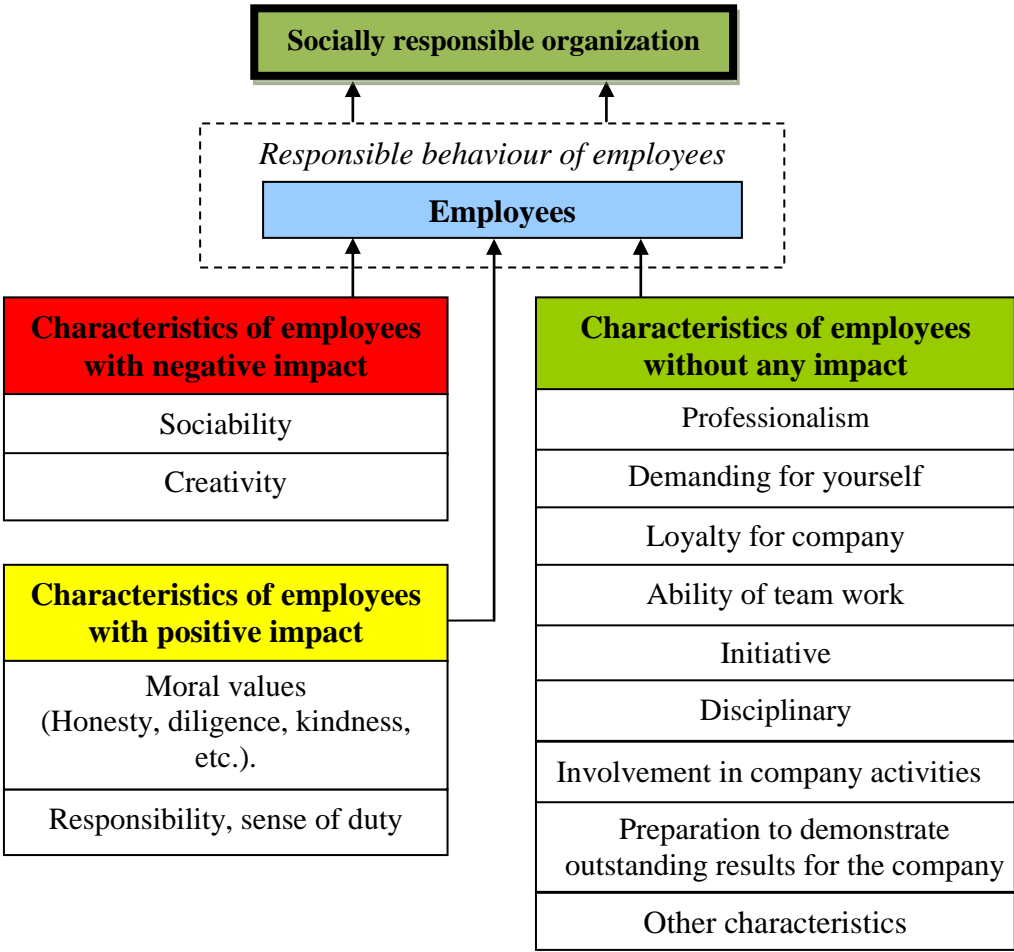 Socially responsible organization
Responsible behaviour of employees
Employees
Characteristics of employees
with negative impact
Sociability
Creativity
Characteristics of employees
with positive impact
Moral values
(Honesty, diligence, kindness,
etc.).
Responsibility, sense of duty
Characteristics of employees
without any impact
Professionalism
Demanding for yourself
Loyalty for company
Ability of team work
Initiative
Disciplinary
Involvement in company activities
Preparation to demonstrate
outstanding results for the company
Other characteristics